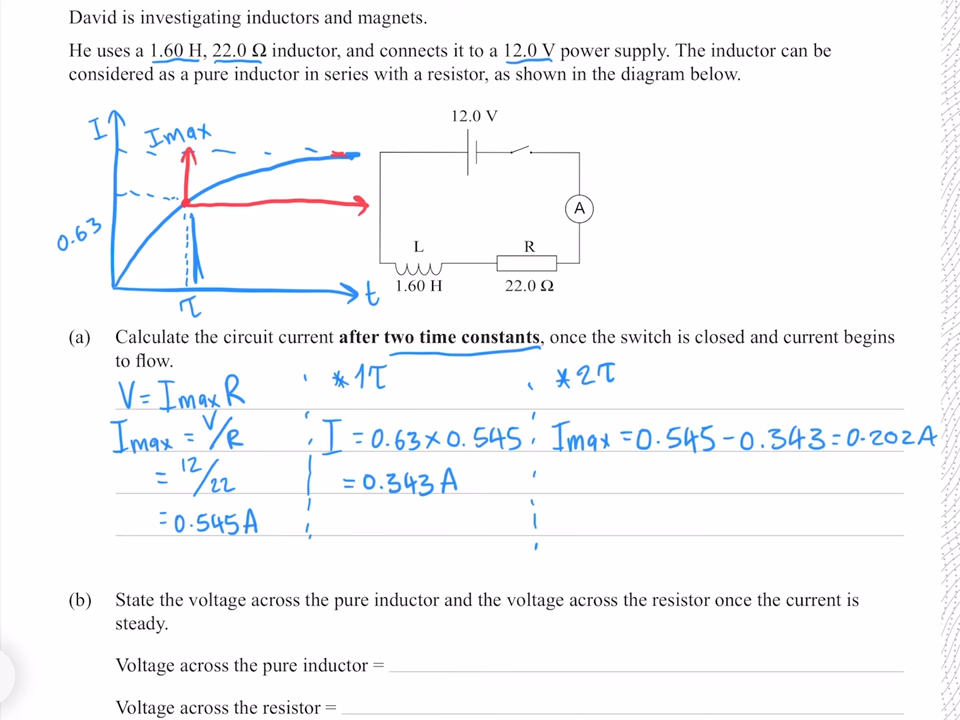 David is investigating inductors and magnets.
He uses a 1.60 H, 22.0 Ω inductor, and connects it to a 12.0 V power supply. The inductor can be
considered as a pure inductor in series with a resistor, as shown in the diagram below.
I
Imax
0.63
τ
t
12.0 V
A
L
R
1.60 H
22.0 Ω
(a) Calculate the circuit current after two time constants, once the switch is closed and current begins
to flow.
V = Imax R
Imax = V/R
= 12/22
= 0.545A
* 1τ
I = 0.63 × 0.545
= 0.343 A
* 2τ
Imax = 0.545 - 0.343 = 0.202A
(b) State the voltage across the pure inductor and the voltage across the resistor once the current is
steady.
Voltage across the pure inductor =
Voltage across the resistor =